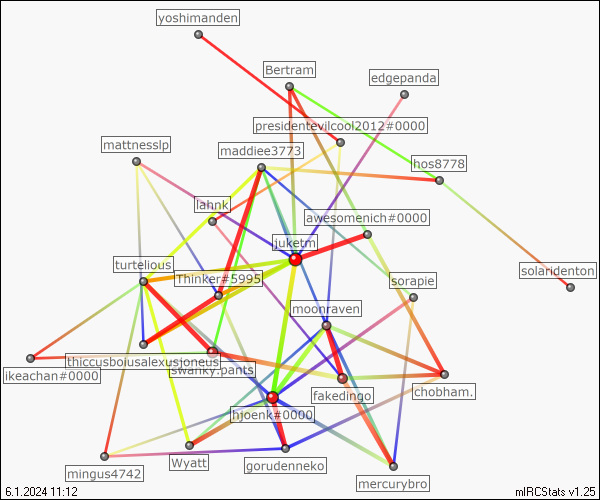 yoshimanden
Bertram
edgepanda
presidentevilcool2012#0000
mattnesslp
maddiee3773
hos8778
lahnk
awesomenich#0000
juketm
turtelious
Thinker#5995
solaridenton
sorapie
moonraven
thiccusboiusalexusjoneus
swanky.pants
ikeachan#0000
fakedingo
chobham.
hjoenk#0000
Wyatt
gorudenneko
mingus4742
mercurybro
6.1.2024 11:12
mIRCStats v1.25